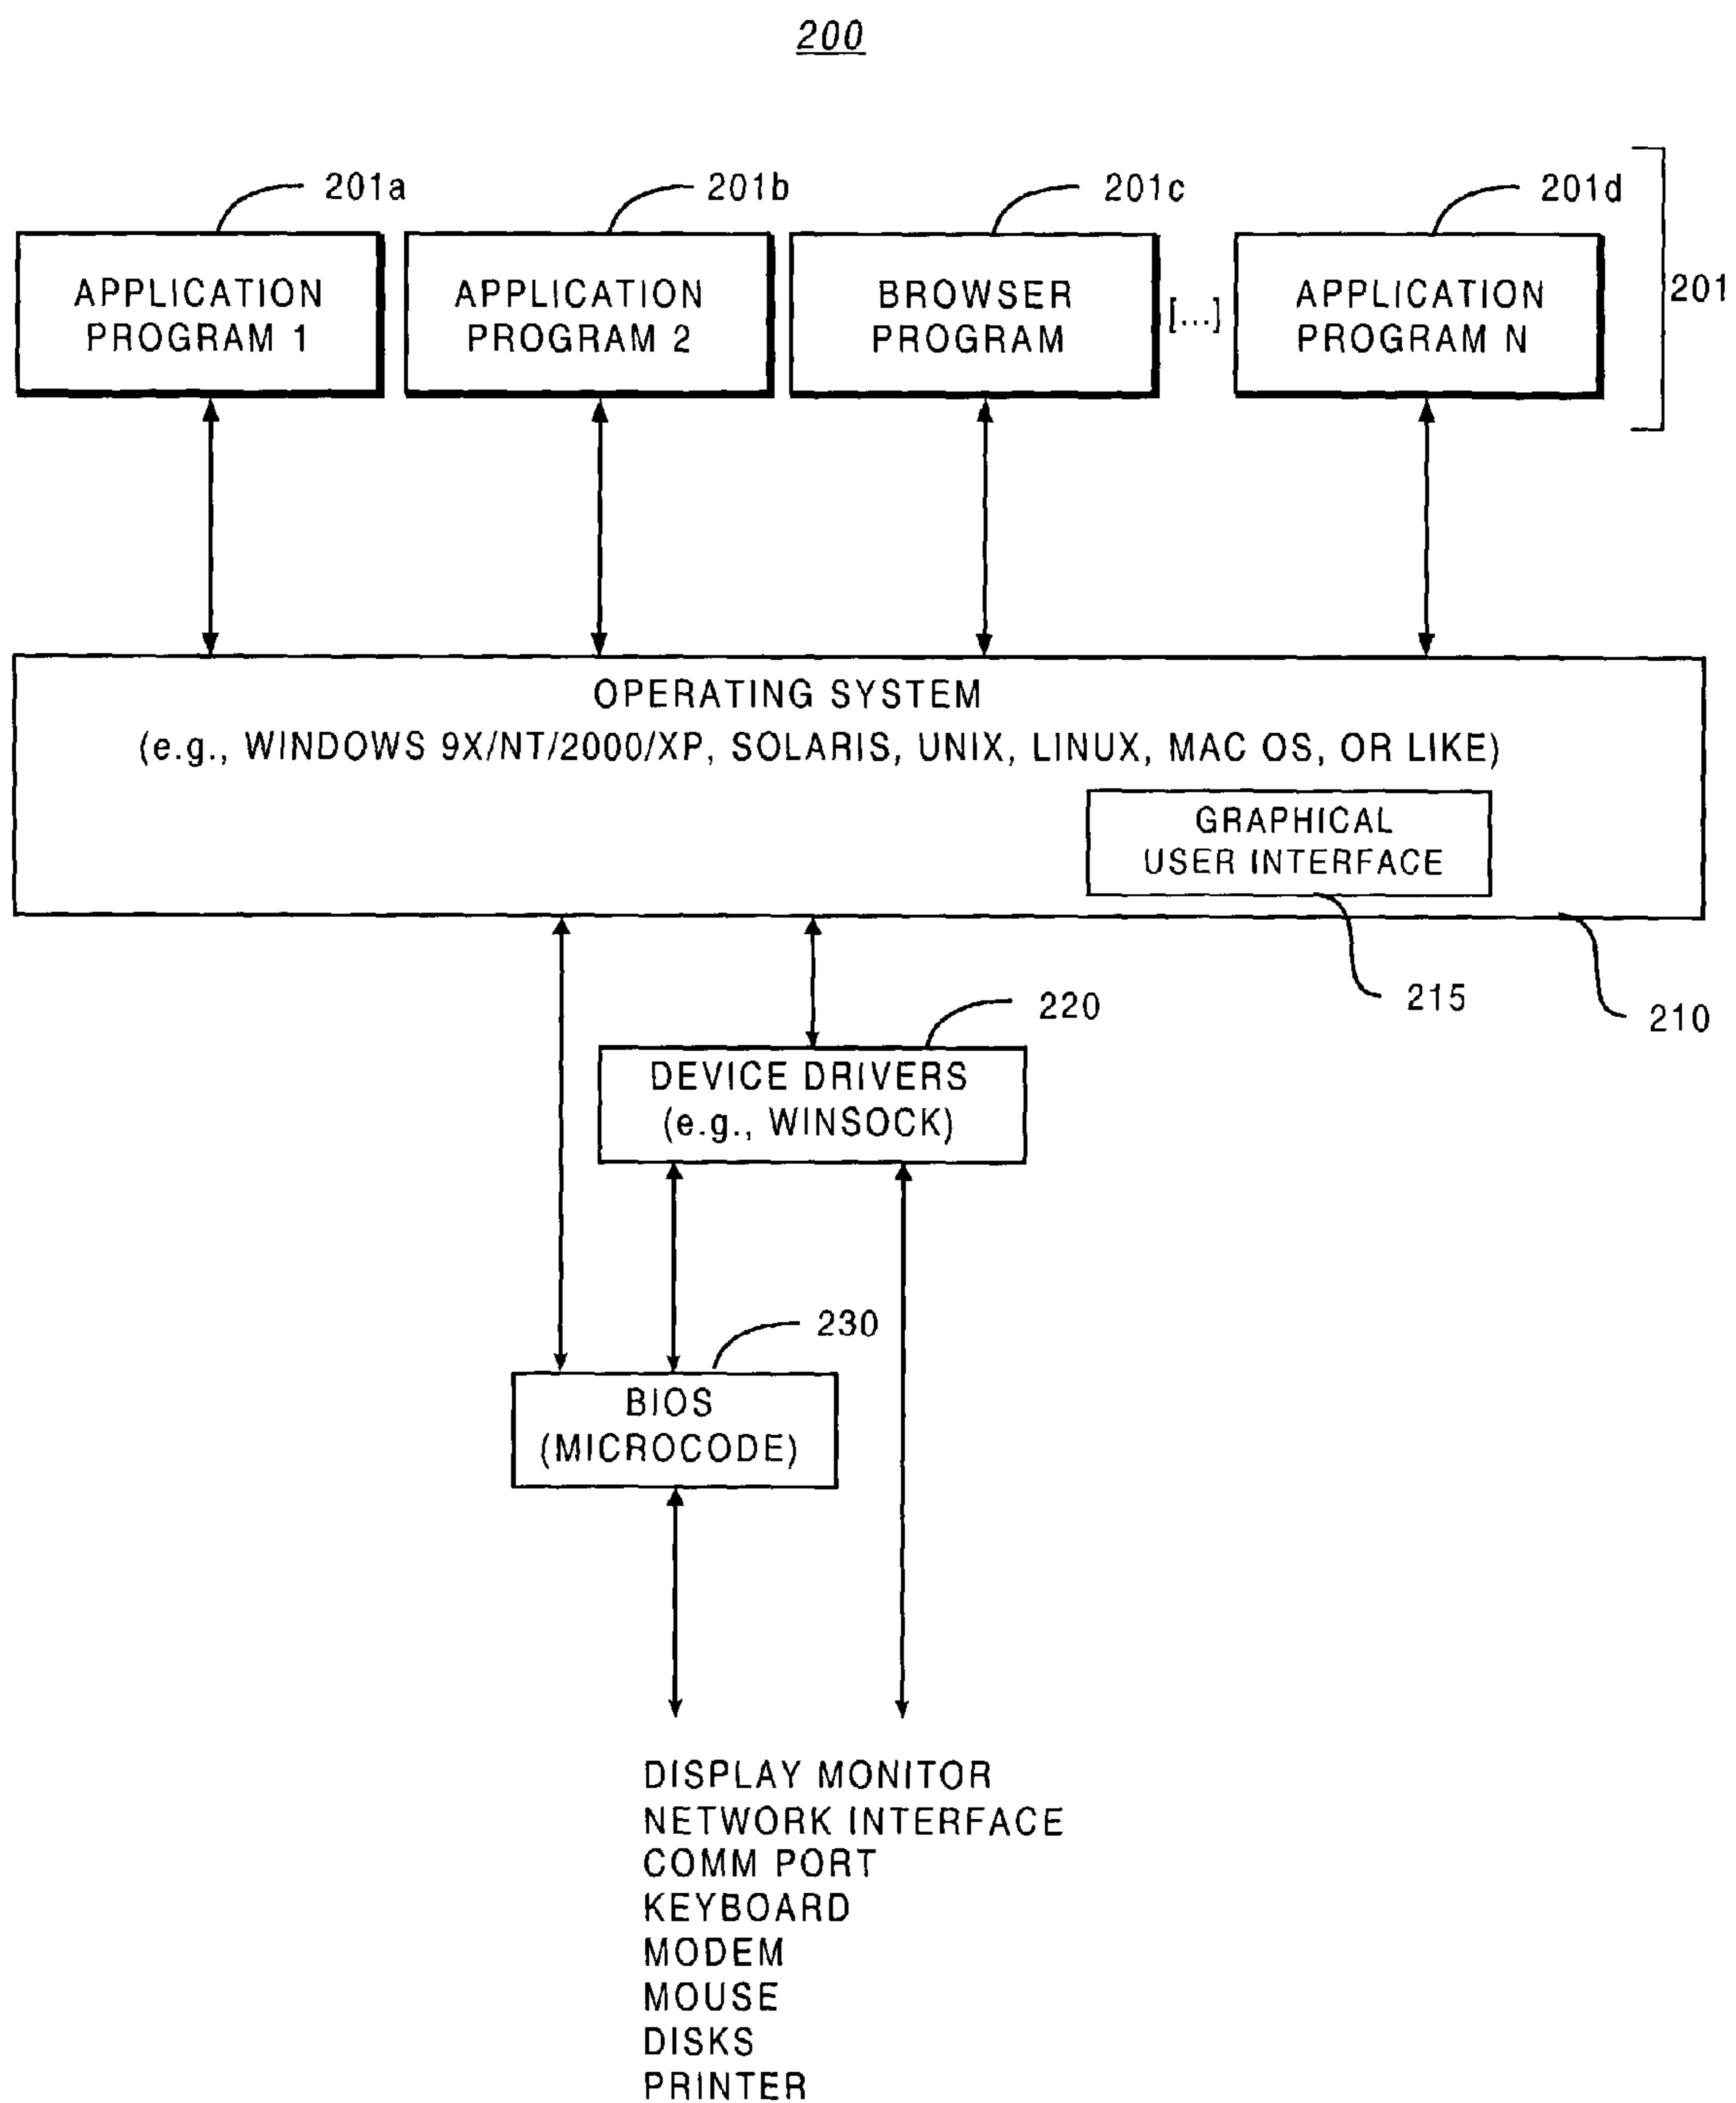 200
201a
201b
201c
201d
APPLICATION
PROGRAM 1
APPLICATION
PROGRAM 2
BROWSER
PROGRAM
[...]
APPLICATION
PROGRAM N
201
OPERATING SYSTEM
(e.g., WINDOWS 9X/NT/2000/XP, SOLARIS, UNIX, LINUX, MAC OS, OR LIKE)
GRAPHICAL
USER INTERFACE
215
210
220
DEVICE DRIVERS
(e.g., WINSOCK)
230
BIOS
(MICROCODE)
DISPLAY MONITOR
NETWORK INTERFACE
COMM PORT
KEYBOARD
MODEM
MOUSE
DISKS
PRINTER